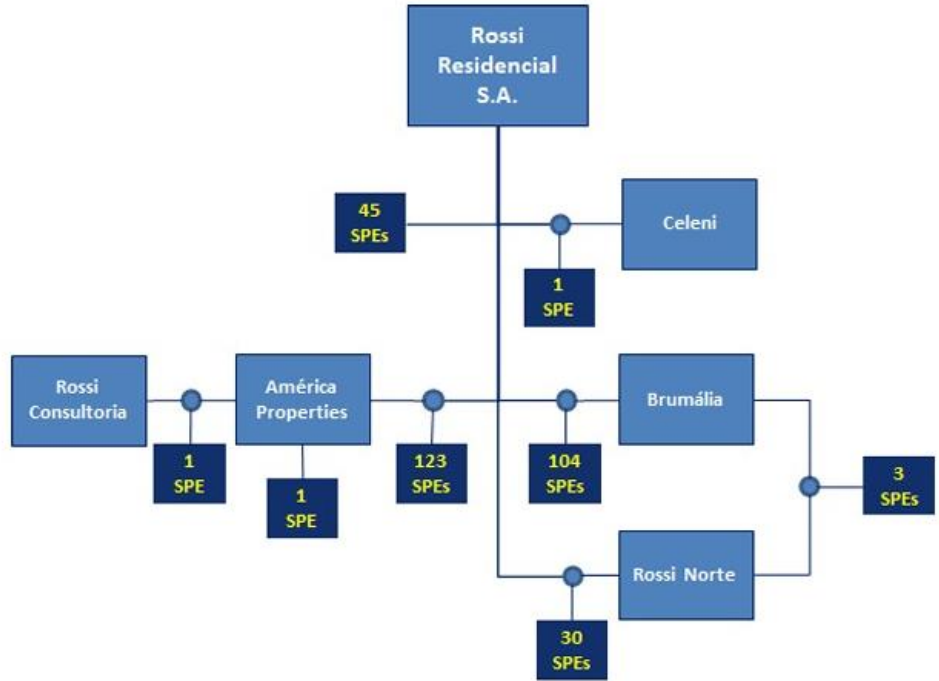 Rossi
Residencial
S.A.
45
SPEs
Celeni
1
SPE
Rossi
Consultoria
América
Properties
Brumália
1
SPE
1
SPE
123
SPEs
104
SPEs
3
SPEs
Rossi Norte
30
SPEs